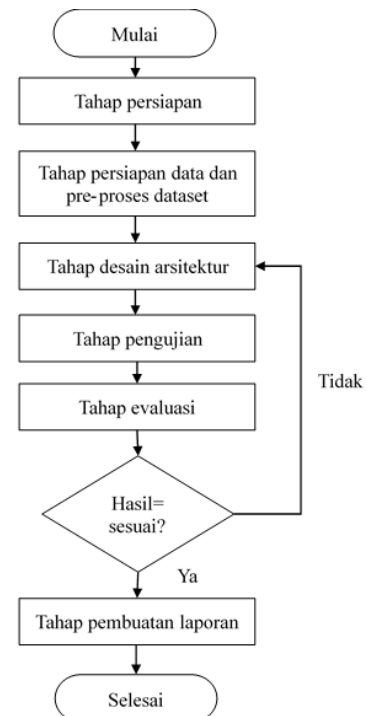 Mulai
Tahap persiapan
Tahap persiapan data dan
pre-proses dataset
Tahap desain arsitektur
Tahap pengujian
Tidak
Tahap evaluasi
Hasil=
sesuai?
Ya
Tahap pembuatan laporan
Selesai